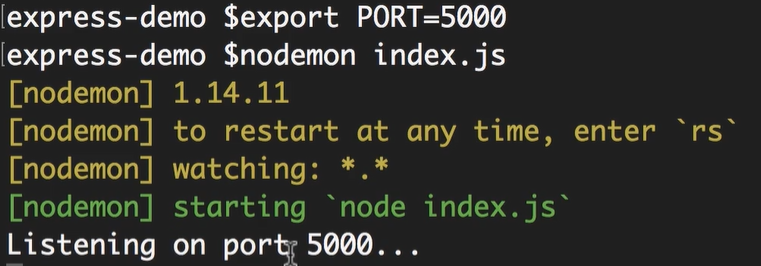 express-demo $export PORT=5000
express-demo $nodemon index.js
[nodemon] 1.14.11
[nodemon] to restart at any time, enter `rs`
[nodemon] watching: *.*
[nodemon] starting `node index.js`
Listening on port 5000...